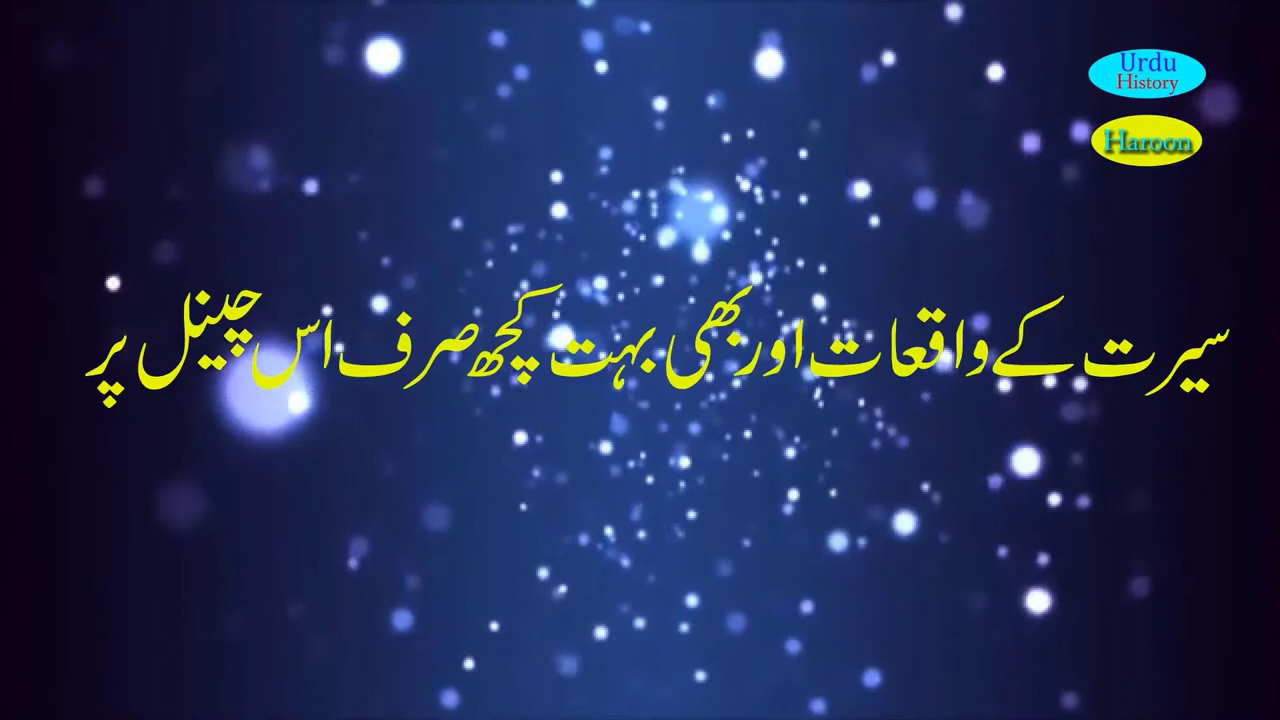 Urdu
History
Haroon
سیرت کے واقعات اور بھی بہت کچھ صرف اس چینل پر